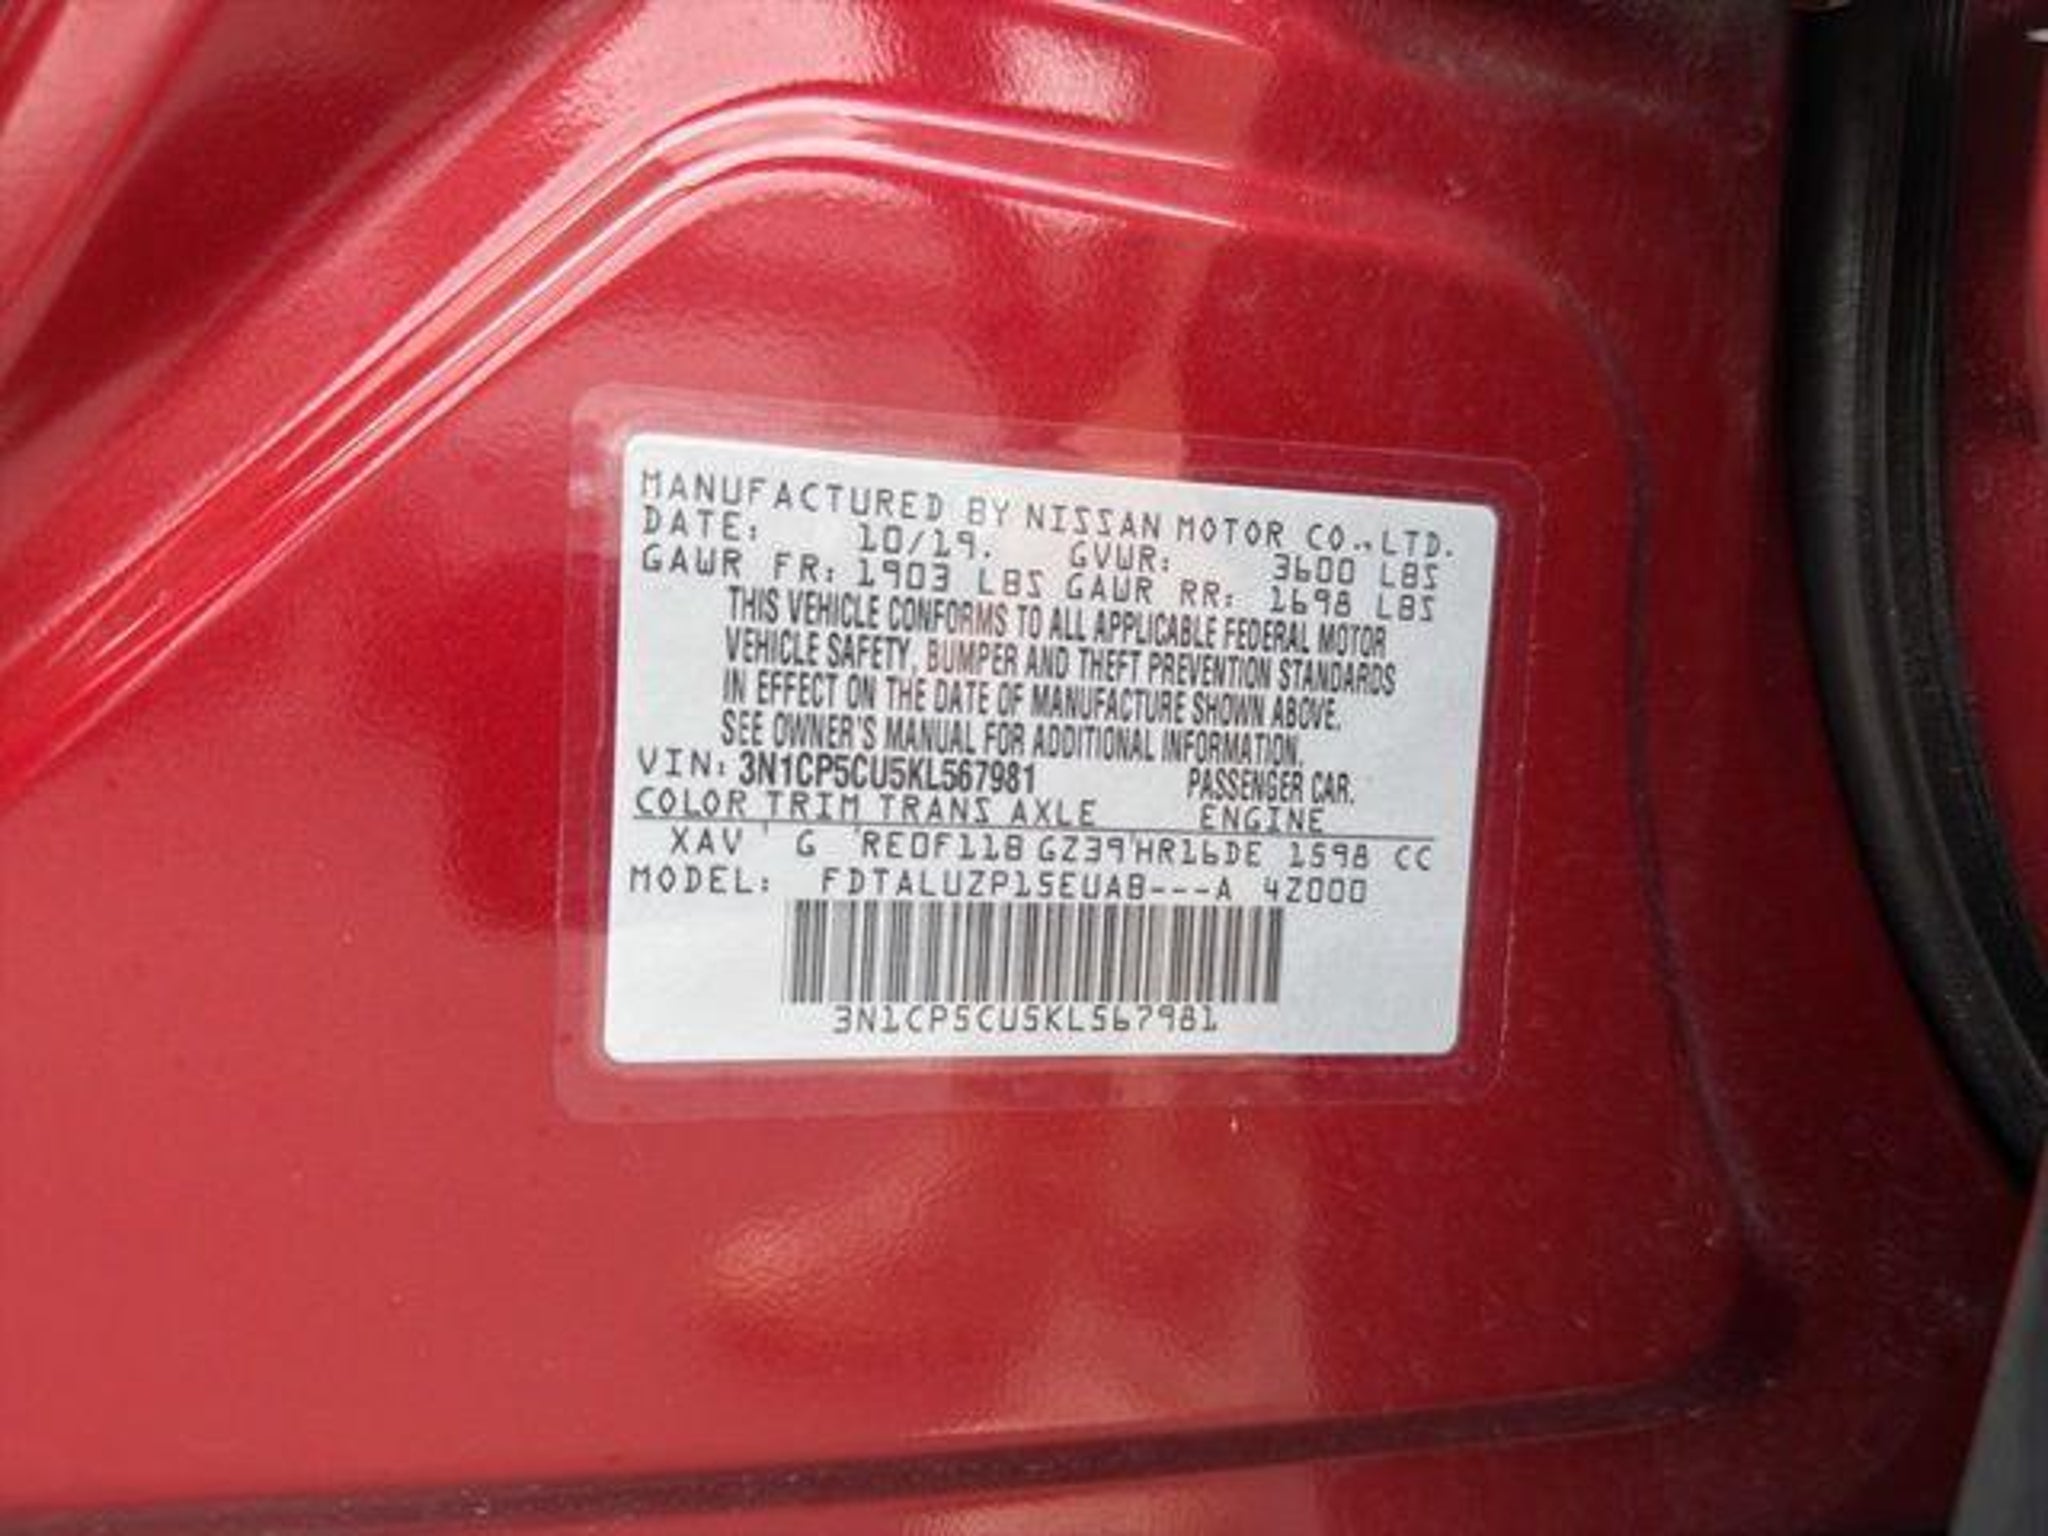 MANUFACTURED BY NISSAN MOTOR CO.,LTD.
DATE: 10/19. GVWR: 3600 LBS
GAWR FR: 1903 LBS GAWR RR: 1698 LBS
THIS VEHICLE CONFORMS TO ALL APPLICABLE FEDERAL MOTOR
VEHICLE SAFETY, BUMPER AND THEFT PREVENTION STANDARDS
IN EFFECT ON THE DATE OF MANUFACTURE SHOWN ABOVE.
SEE OWNER'S MANUAL FOR ADDITIONAL INFORMATION.
VIN: 3N1CP5CU5KL567981 PASSENGER CAR.
COLOR TRIM TRANS AXLE ENGINE
XAV G RE0F11B GZ39 HR16DE 1598 CC
MODEL: FDTALUZP15EUAB---A 4Z000
3N1CP5CU5KL567981